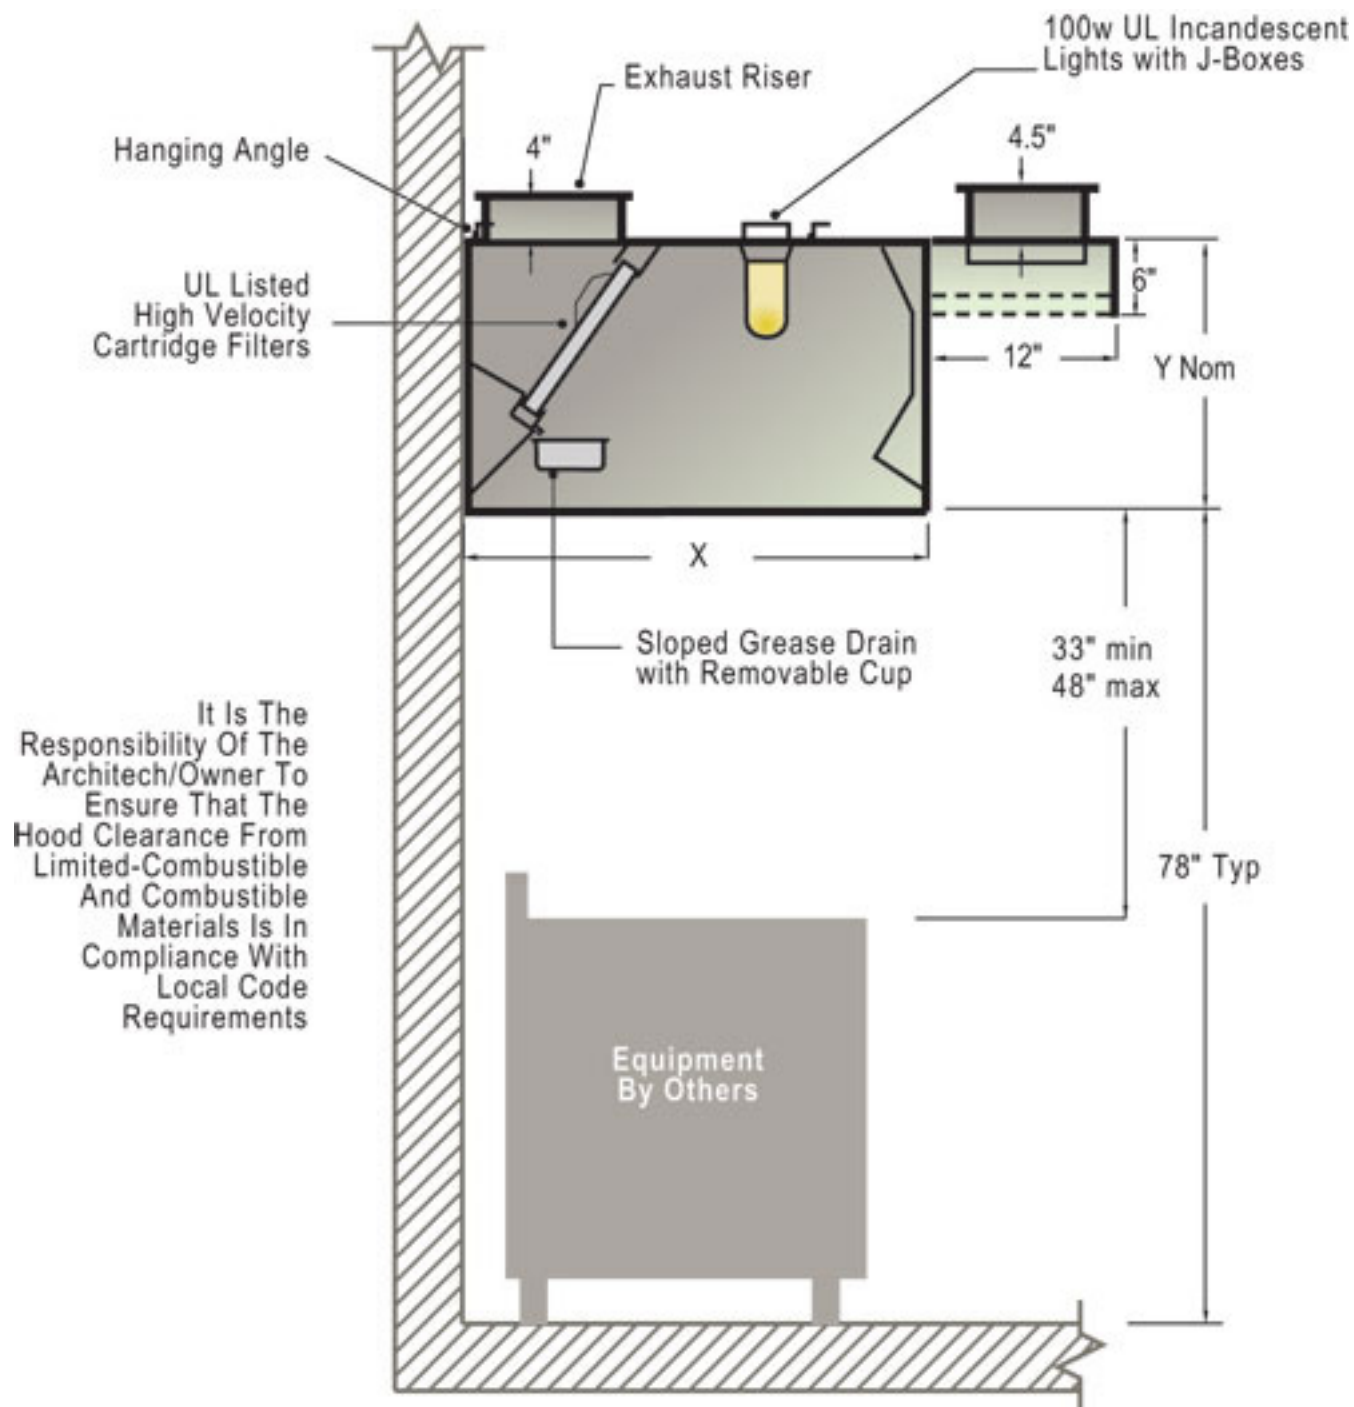 100w UL Incandescent
Lights with J-Boxes
Exhaust Riser
Hanging Angle
4"
4.5"
UL Listed
High Velocity
Cartridge Filters
6"
12"
Y Nom
X
Sloped Grease Drain
with Removable Cup
33" min
48" max
It Is The
Responsibility Of The
Architech/Owner To
Ensure That The
Hood Clearance From
Limited-Combustible
And Combustible
Materials Is In
Compliance With
Local Code
Requirements
78" Typ
Equipment
By Others